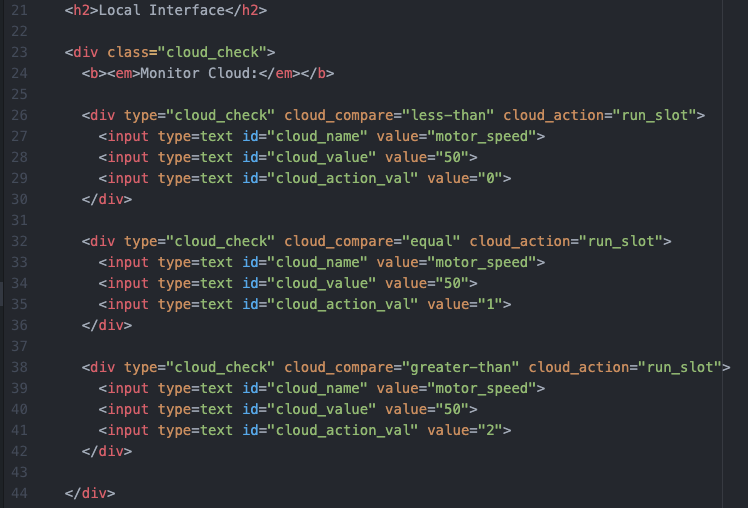 21 <h2>Local Interface</h2>
22
23 <div class="cloud_check">
24 <b><em>Monitor Cloud:</em></b>
25
26 <div type="cloud_check" cloud_compare="less-than" cloud_action="run_slot">
27 <input type=text id="cloud_name" value="motor_speed">
28 <input type=text id="cloud_value" value="50">
29 <input type=text id="cloud_action_val" value="0">
30 </div>
31
32 <div type="cloud_check" cloud_compare="equal" cloud_action="run_slot">
33 <input type=text id="cloud_name" value="motor_speed">
34 <input type=text id="cloud_value" value="50">
35 <input type=text id="cloud_action_val" value="1">
36 </div>
37
38 <div type="cloud_check" cloud_compare="greater-than" cloud_action="run_slot">
39 <input type=text id="cloud_name" value="motor_speed">
40 <input type=text id="cloud_value" value="50">
41 <input type=text id="cloud_action_val" value="2">
42 </div>
43
44 </div>